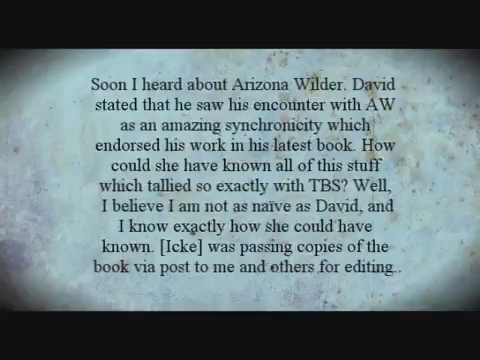 Soon I heard about Arizona Wilder. David
stated that he saw his encounter with AW
as an amazing synchronicity which
endorsed his work in his latest book. How
could she have known all of this stuff
which tallied so exactly with TBS? Well,
I believe I am not as naïve as David, and
I know exactly how she could have
known. [Icke] was passing copies of the
book via post to me and others for editing..